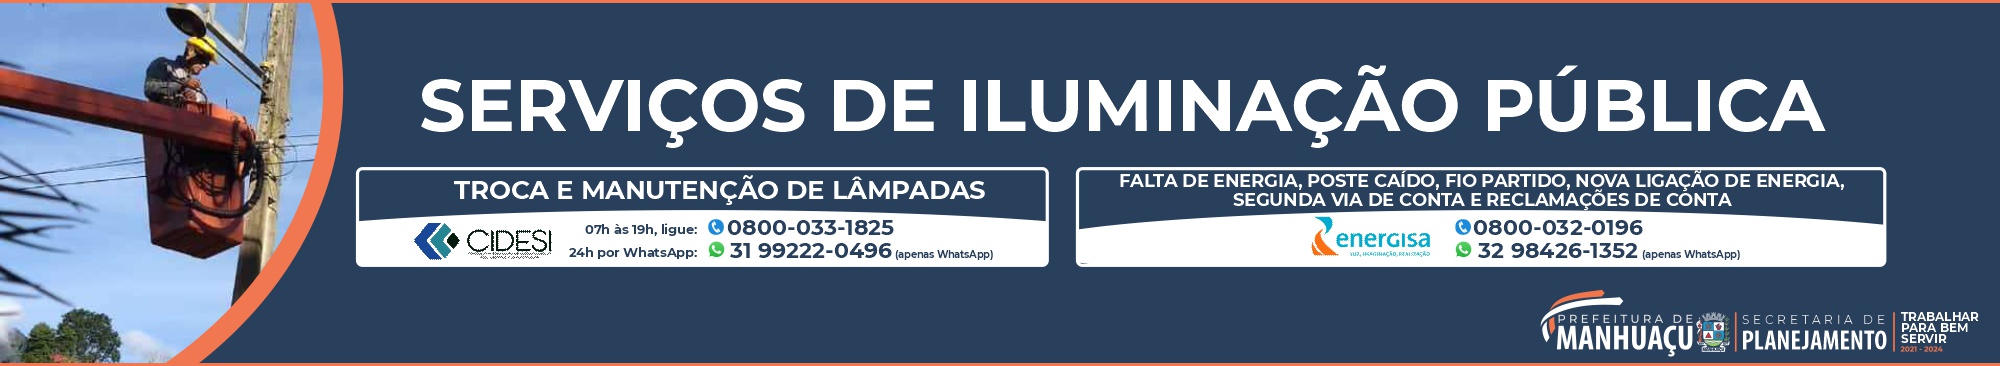 SERVIÇOS DE ILUMINAÇÃO PÚBLICA
TROCA E MANUTENÇÃO DE LÂMPADAS
CIDESI
07h às 19h, ligue: 0800-033-1825
24h por WhatsApp: 31 99222-0496 (apenas WhatsApp)
FALTA DE ENERGIA, POSTE CAÍDO, FIO PARTIDO, NOVA LIGAÇÃO DE ENERGIA,
SEGUNDA VIA DE CONTA E RECLAMAÇÕES DE CONTA
energisa
LUZ, IMAGINAÇÃO, REALIZAÇÃO
0800-032-0196
32 98426-1352 (apenas WhatsApp)
PREFEITURA DE
MANHUAÇU
SECRETARIA DE
PLANEJAMENTO
TRABALHAR
PARA BEM
SERVIR
2021 - 2024